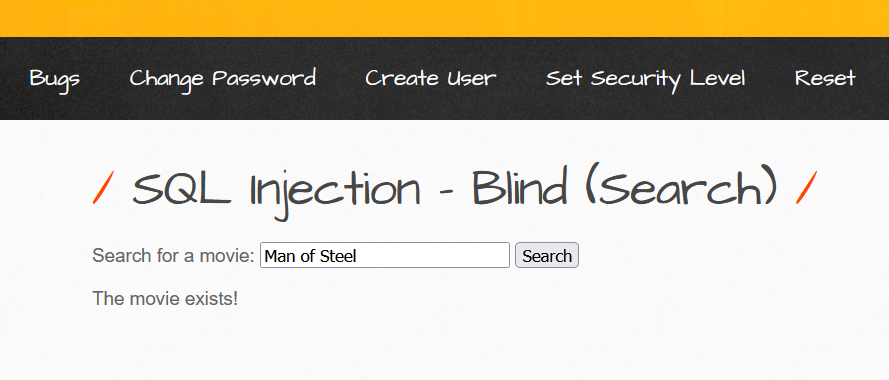 Bugs Change Password Create User Set Security Level Reset
/ SQL Injection - Blind (Search) /
Search for a movie: Man of Steel Search
The movie exists!